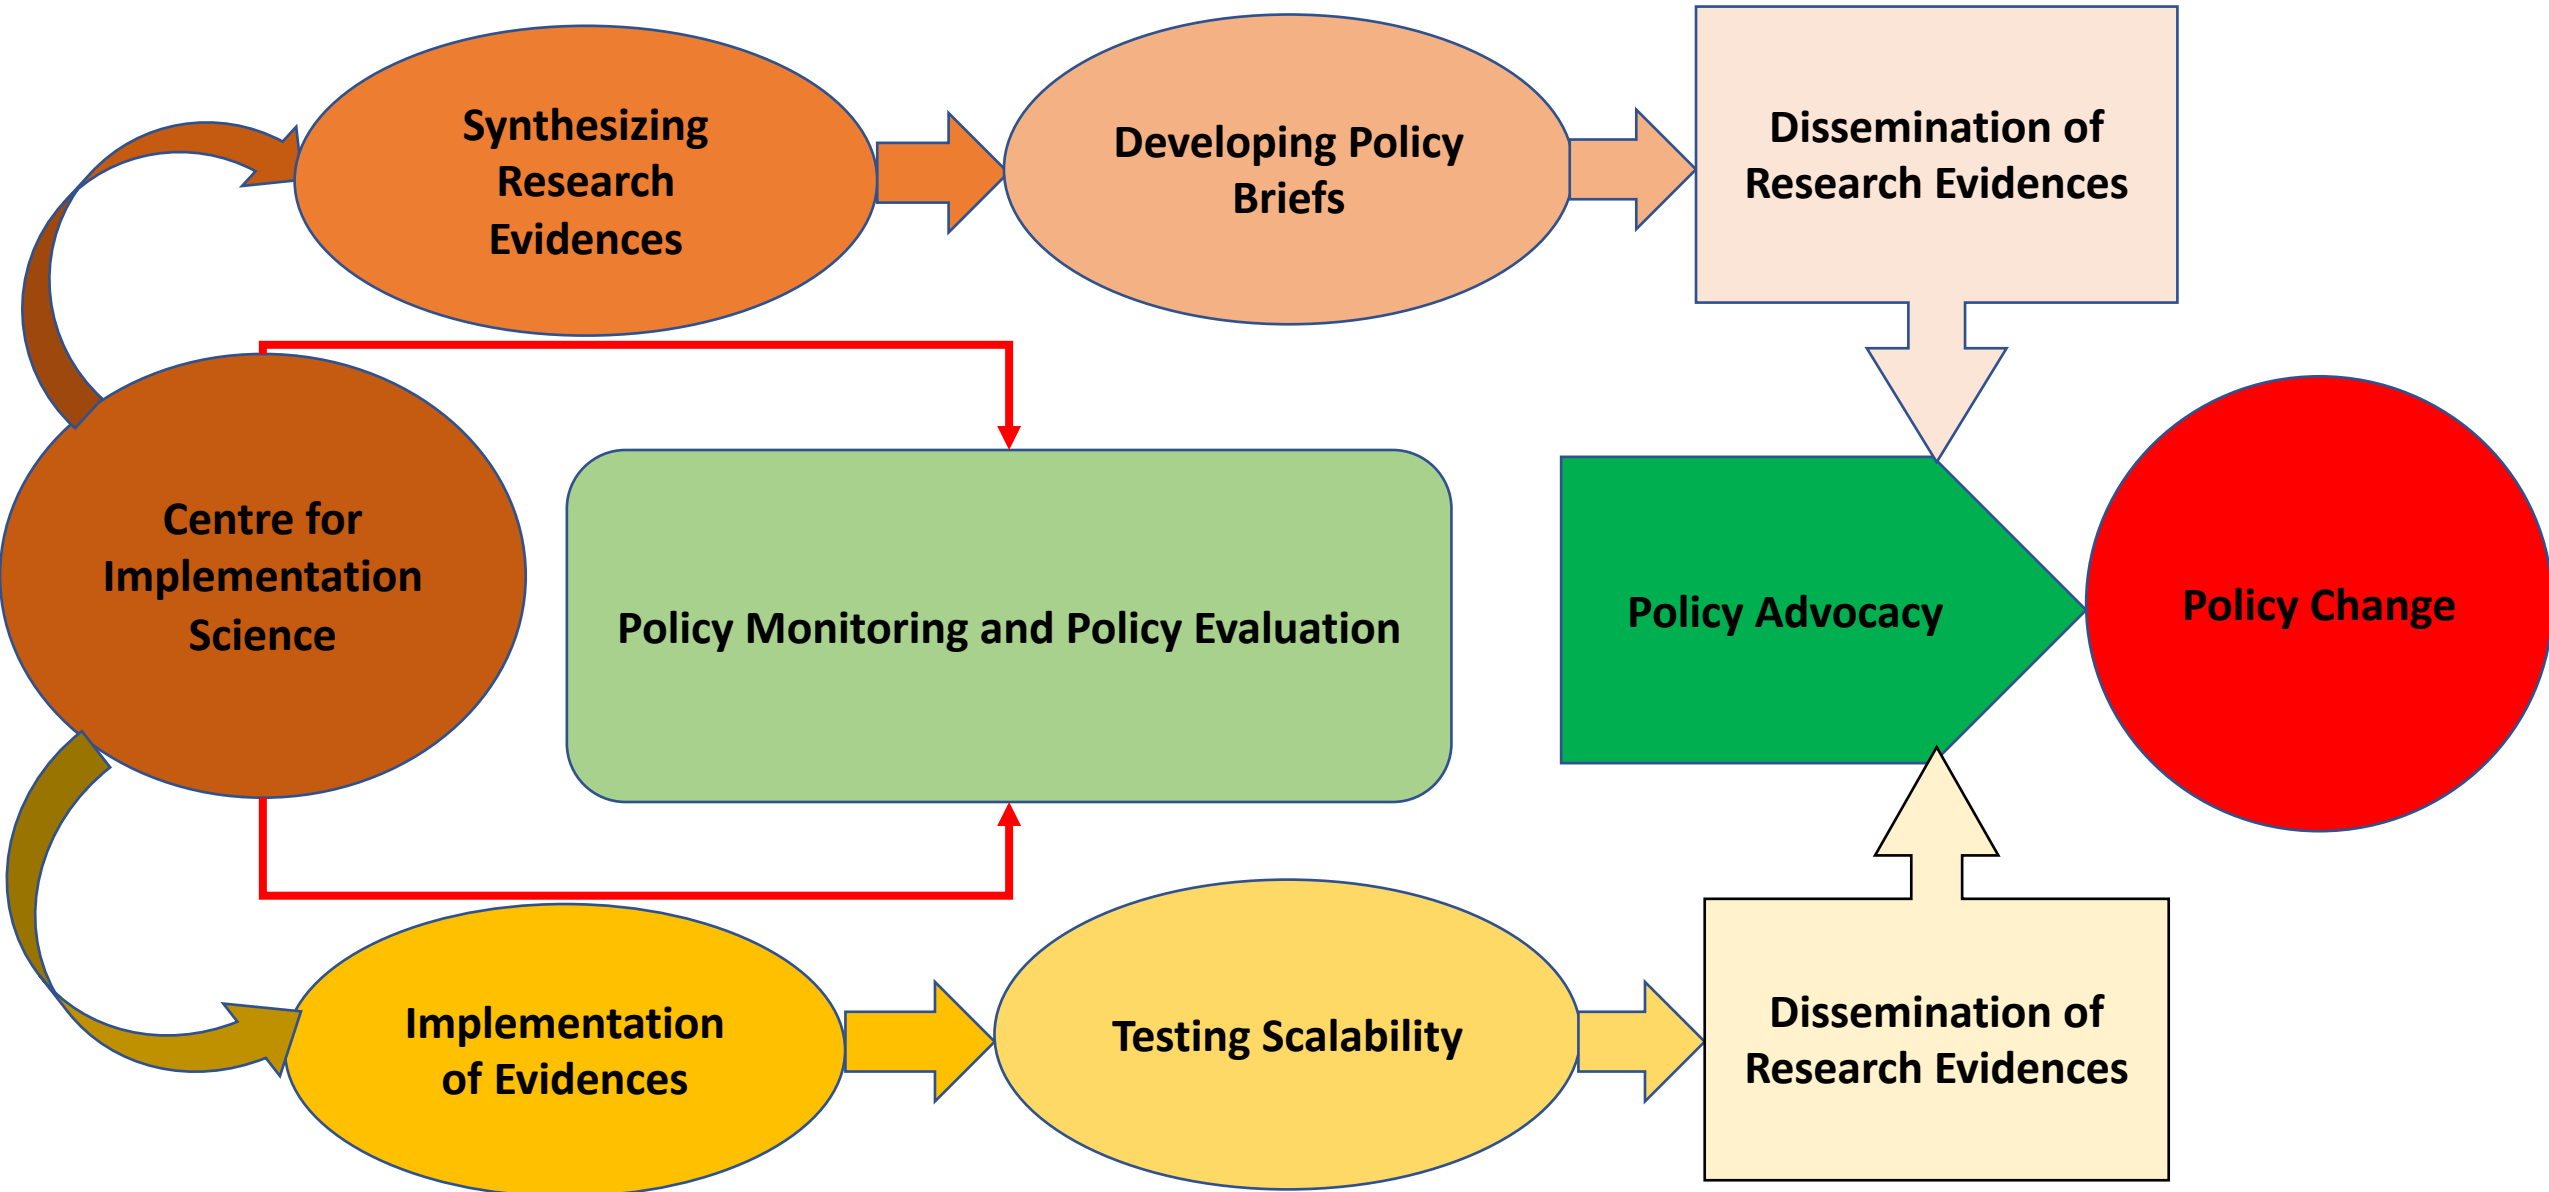 Synthesizing
Research
Evidences
Developing Policy
Briefs
Dissemination of
Research Evidences
Centre for
Implementation
Science
Policy Monitoring and Policy Evaluation
Policy Advocacy
Policy Change
Implementation
of Evidences
Testing Scalability
Dissemination of
Research Evidences